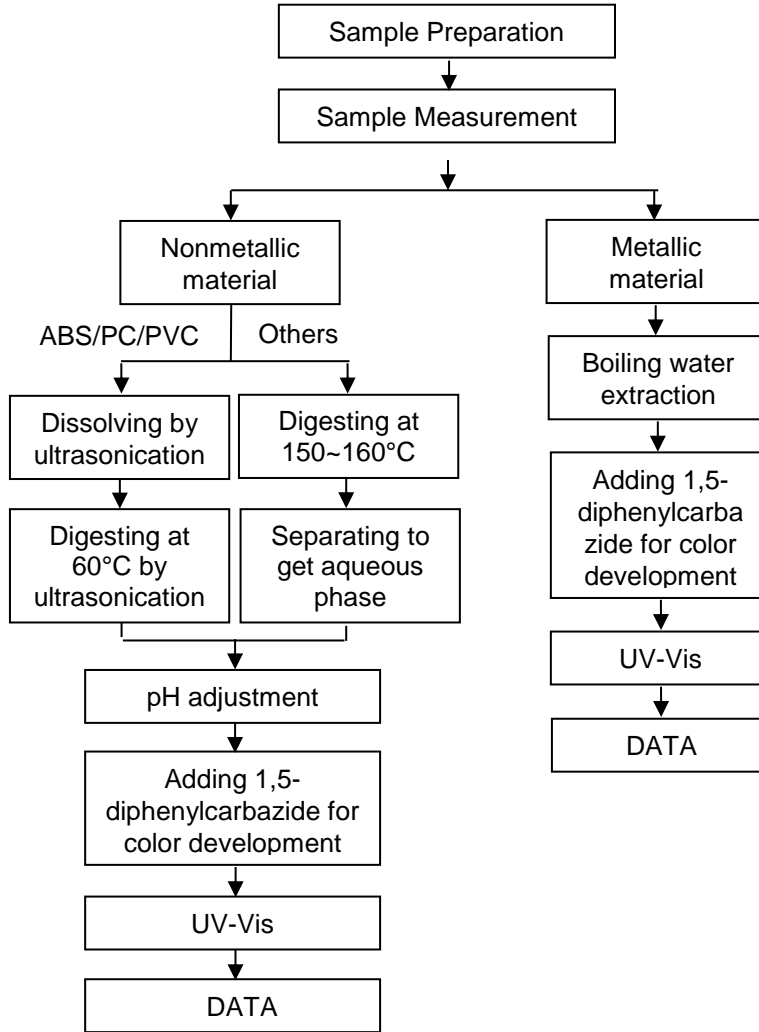 Sample Preparation
Sample Measurement
Nonmetallic
material
Metallic
material
ABS/PC/PVC
Others
Boiling water
extraction
Dissolving by
ultrasonication
Digesting at
150~160°C
Adding 1,5-
diphenylcarba
zide for color
development
Digesting at
60°C by
ultrasonication
Separating to
get aqueous
phase
UV-Vis
pH adjustment
DATA
Adding 1,5-
diphenylcarbazide for
color development
UV-Vis
DATA